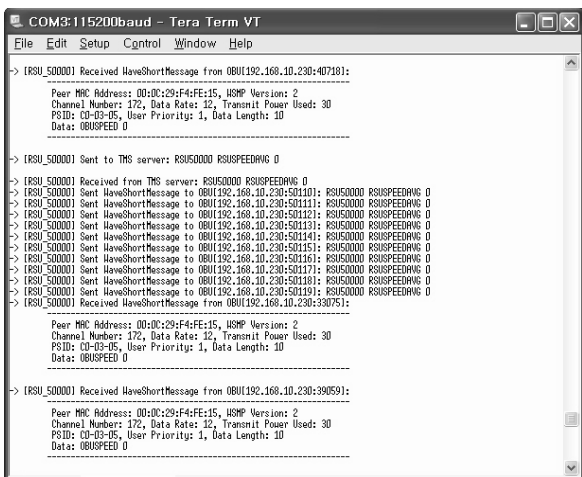 COM3:115200baud - Tera Term VT
File Edit Setup Control Window Help
-> [RSU_50000] Received WaveShortMessage from OBU[192.168.10.230:40718]:
--------------------------------------------------------
Peer MAC Address: 00:0C:29:F4:FE:15, WSMP Version: 2
Channel Number: 172, Data Rate: 12, Transmit Power Used: 30
PSID: C0-03-05, User Priority: 1, Data Length: 10
Data: OBUSPEED 0
--------------------------------------------------------
-> [RSU_50000] Sent to TMS server: RSU50000 RSUSPEEDAVG 0
-> [RSU_50000] Received from TMS server: RSU50000 RSUSPEEDAVG 0
-> [RSU_50000] Sent WaveShortMessage to OBU[192.168.10.230:50110]: RSU50000 RSUSPEEDAVG 0
-> [RSU_50000] Sent WaveShortMessage to OBU[192.168.10.230:50111]: RSU50000 RSUSPEEDAVG 0
-> [RSU_50000] Sent WaveShortMessage to OBU[192.168.10.230:50112]: RSU50000 RSUSPEEDAVG 0
-> [RSU_50000] Sent WaveShortMessage to OBU[192.168.10.230:50113]: RSU50000 RSUSPEEDAVG 0
-> [RSU_50000] Sent WaveShortMessage to OBU[192.168.10.230:50114]: RSU50000 RSUSPEEDAVG 0
-> [RSU_50000] Sent WaveShortMessage to OBU[192.168.10.230:50115]: RSU50000 RSUSPEEDAVG 0
-> [RSU_50000] Sent WaveShortMessage to OBU[192.168.10.230:50116]: RSU50000 RSUSPEEDAVG 0
-> [RSU_50000] Sent WaveShortMessage to OBU[192.168.10.230:50117]: RSU50000 RSUSPEEDAVG 0
-> [RSU_50000] Sent WaveShortMessage to OBU[192.168.10.230:50118]: RSU50000 RSUSPEEDAVG 0
-> [RSU_50000] Sent WaveShortMessage to OBU[192.168.10.230:50119]: RSU50000 RSUSPEEDAVG 0
-> [RSU_50000] Received WaveShortMessage from OBU[192.168.10.230:33075]:
--------------------------------------------------------
Peer MAC Address: 00:0C:29:F4:FE:15, WSMP Version: 2
Channel Number: 172, Data Rate: 12, Transmit Power Used: 30
PSID: C0-03-05, User Priority: 1, Data Length: 10
Data: OBUSPEED 0
--------------------------------------------------------
-> [RSU_50000] Received WaveShortMessage from OBU[192.168.10.230:39059]:
--------------------------------------------------------
Peer MAC Address: 00:0C:29:F4:FE:15, WSMP Version: 2
Channel Number: 172, Data Rate: 12, Transmit Power Used: 30
PSID: C0-03-05, User Priority: 1, Data Length: 10
Data: OBUSPEED 0
--------------------------------------------------------